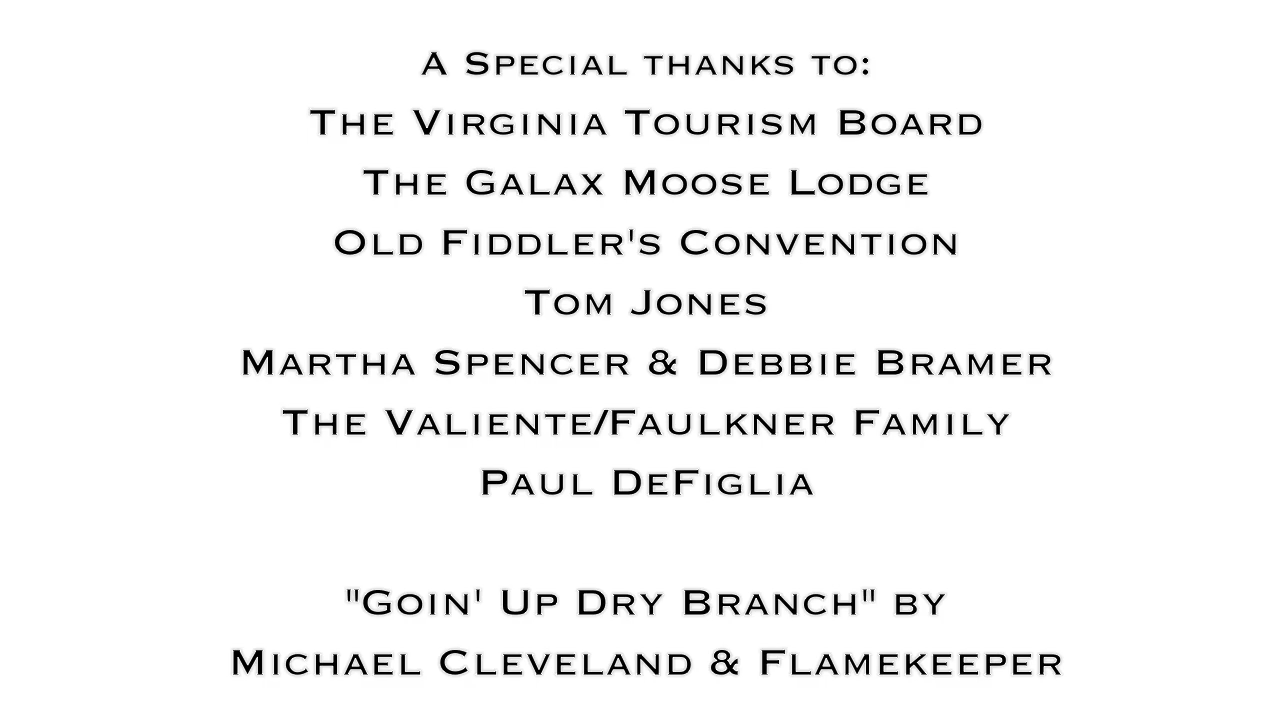 A Special thanks to:
The Virginia Tourism Board
The Galax Moose Lodge
Old Fiddler's Convention
Tom Jones
Martha Spencer & Debbie Bramer
The Valiente/Faulkner Family
Paul DeFiglia
"Goin' Up Dry Branch" by
Michael Cleveland & Flamekeeper